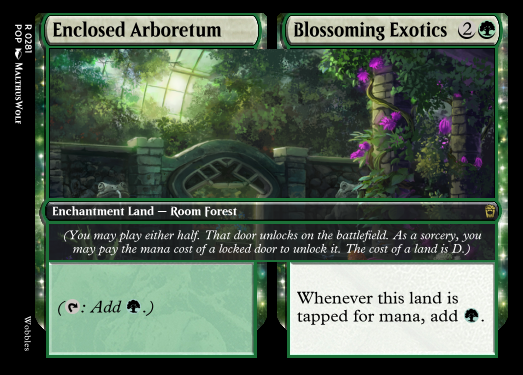 Enclosed Arboretum
Blossoming Exotics 2
Enchantment Land — Room Forest
(You may play either half. That door unlocks on the battlefield. As a sorcery, you
may pay the mana cost of a locked door to unlock it. The cost of a land is D.)
(: Add .)
Whenever this land is
tapped for mana, add .
R 0281
POP MALTHUSWOLF
Wobbles